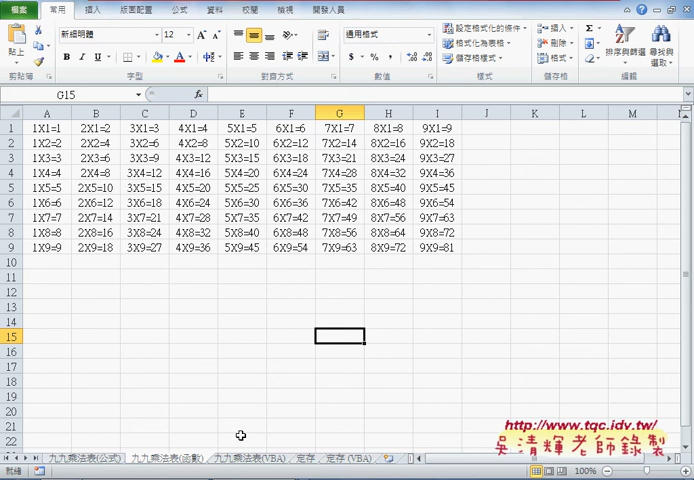 檔案 常用 插入 版面配置 公式 資料 校閱 檢視 開發人員
貼上 新細明體 12 通用格式 設定格式化的條件 插入 Σ
B I U $ % , 格式化為表格 刪除 排序與篩選 尋找與選取
儲存格樣式 格式
剪貼簿 字型 對齊方式 數值 樣式 儲存格 編輯
G15 fx
A B C D E F G H I J K L M
1 1X1=1 2X1=2 3X1=3 4X1=4 5X1=5 6X1=6 7X1=7 8X1=8 9X1=9
2 1X2=2 2X2=4 3X2=6 4X2=8 5X2=10 6X2=12 7X2=14 8X2=16 9X2=18
3 1X3=3 2X3=6 3X3=9 4X3=12 5X3=15 6X3=18 7X3=21 8X3=24 9X3=27
4 1X4=4 2X4=8 3X4=12 4X4=16 5X4=20 6X4=24 7X4=28 8X4=32 9X4=36
5 1X5=5 2X5=10 3X5=15 4X5=20 5X5=25 6X5=30 7X5=35 8X5=40 9X5=45
6 1X6=6 2X6=12 3X6=18 4X6=24 5X6=30 6X6=36 7X6=42 8X6=48 9X6=54
7 1X7=7 2X7=14 3X7=21 4X7=28 5X7=35 6X7=42 7X7=49 8X7=56 9X7=63
8 1X8=8 2X8=16 3X8=24 4X8=32 5X8=40 6X8=48 7X8=56 8X8=64 9X8=72
9 1X9=9 2X9=18 3X9=27 4X9=36 5X9=45 6X9=54 7X9=63 8X9=72 9X9=81
10
11
12
13
14
15
16
17
18
19
20
21
22
http://www.tqc.idv.tw/
吳清輝老師錄製
九九乘法表(公式) 九九乘法表(函數) 九九乘法表(VBA) 定存 定存 (VBA)
就緒 100%